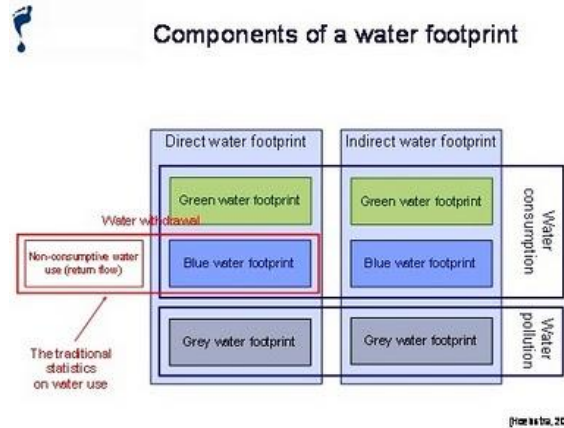 Components of a water footprint
Direct water footprint
Indirect water footprint
Green water footprint
Green water footprint
Water withdrawal
Non-consumptive water
use (return flow)
Blue water footprint
Blue water footprint
Water
consumption
Grey water footprint
Grey water footprint
Water
pollution
The traditional
statistics
on water use
[Hoekstra, 20